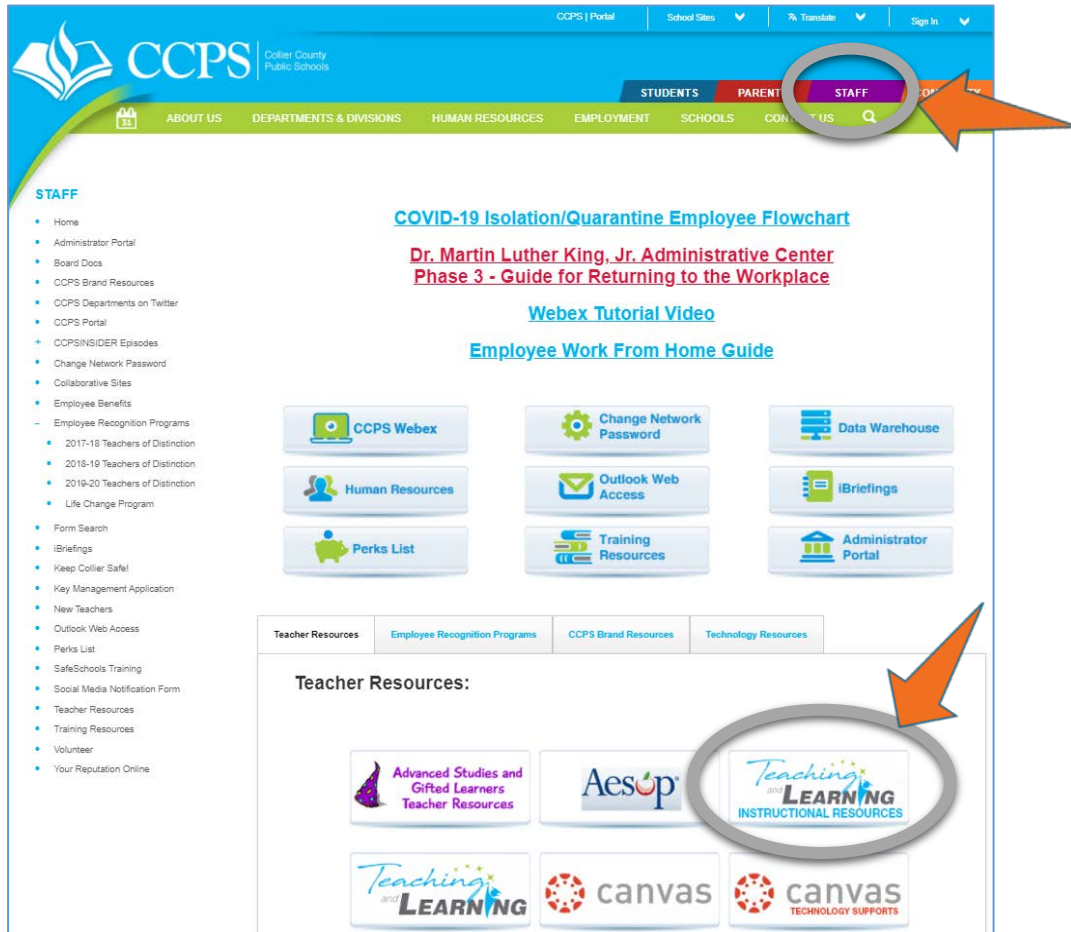 CCPS | Portal
School Sites
Translate
Sign In
CCPS
Collier County
Public Schools
STUDENTS
PARENT
STAFF
31
ABOUT US
DEPARTMENTS & DIVISIONS
HUMAN RESOURCES
EMPLOYMENT
SCHOOLS
CONTACT US
STAFF
Home
Administrator Portal
Board Docs
CCPS Brand Resources
CCPS Departments on Twitter
CCPS Portal
CCPSINSIDER Episodes
Change Network Password
Collaborative Sites
Employee Benefits
Employee Recognition Programs
2017-18 Teachers of Distinction
2018-19 Teachers of Distinction
2019-20 Teachers of Distinction
Life Change Program
Form Search
iBriefings
Keep Collier Safe!
Key Management Application
New Teachers
Outlook Web Access
Perks List
SafeSchools Training
Social Media Notification Form
Teacher Resources
Training Resources
Volunteer
Your Reputation Online
COVID-19 Isolation/Quarantine Employee Flowchart
Dr. Martin Luther King, Jr. Administrative Center
Phase 3 - Guide for Returning to the Workplace
Webex Tutorial Video
Employee Work From Home Guide
CCPS Webex
Change Network
Password
Data Warehouse
Human Resources
Outlook Web
Access
iBriefings
Perks List
Training
Resources
Administrator
Portal
Teacher Resources
Employee Recognition Programs
CCPS Brand Resources
Technology Resources
Teacher Resources:
Advanced Studies and
Gifted Learners
Teacher Resources
Aesop
Teaching
and LEARNING
INSTRUCTIONAL RESOURCES
Teaching
and LEARNING
canvas
canvas
TECHNOLOGY SUPPORTS